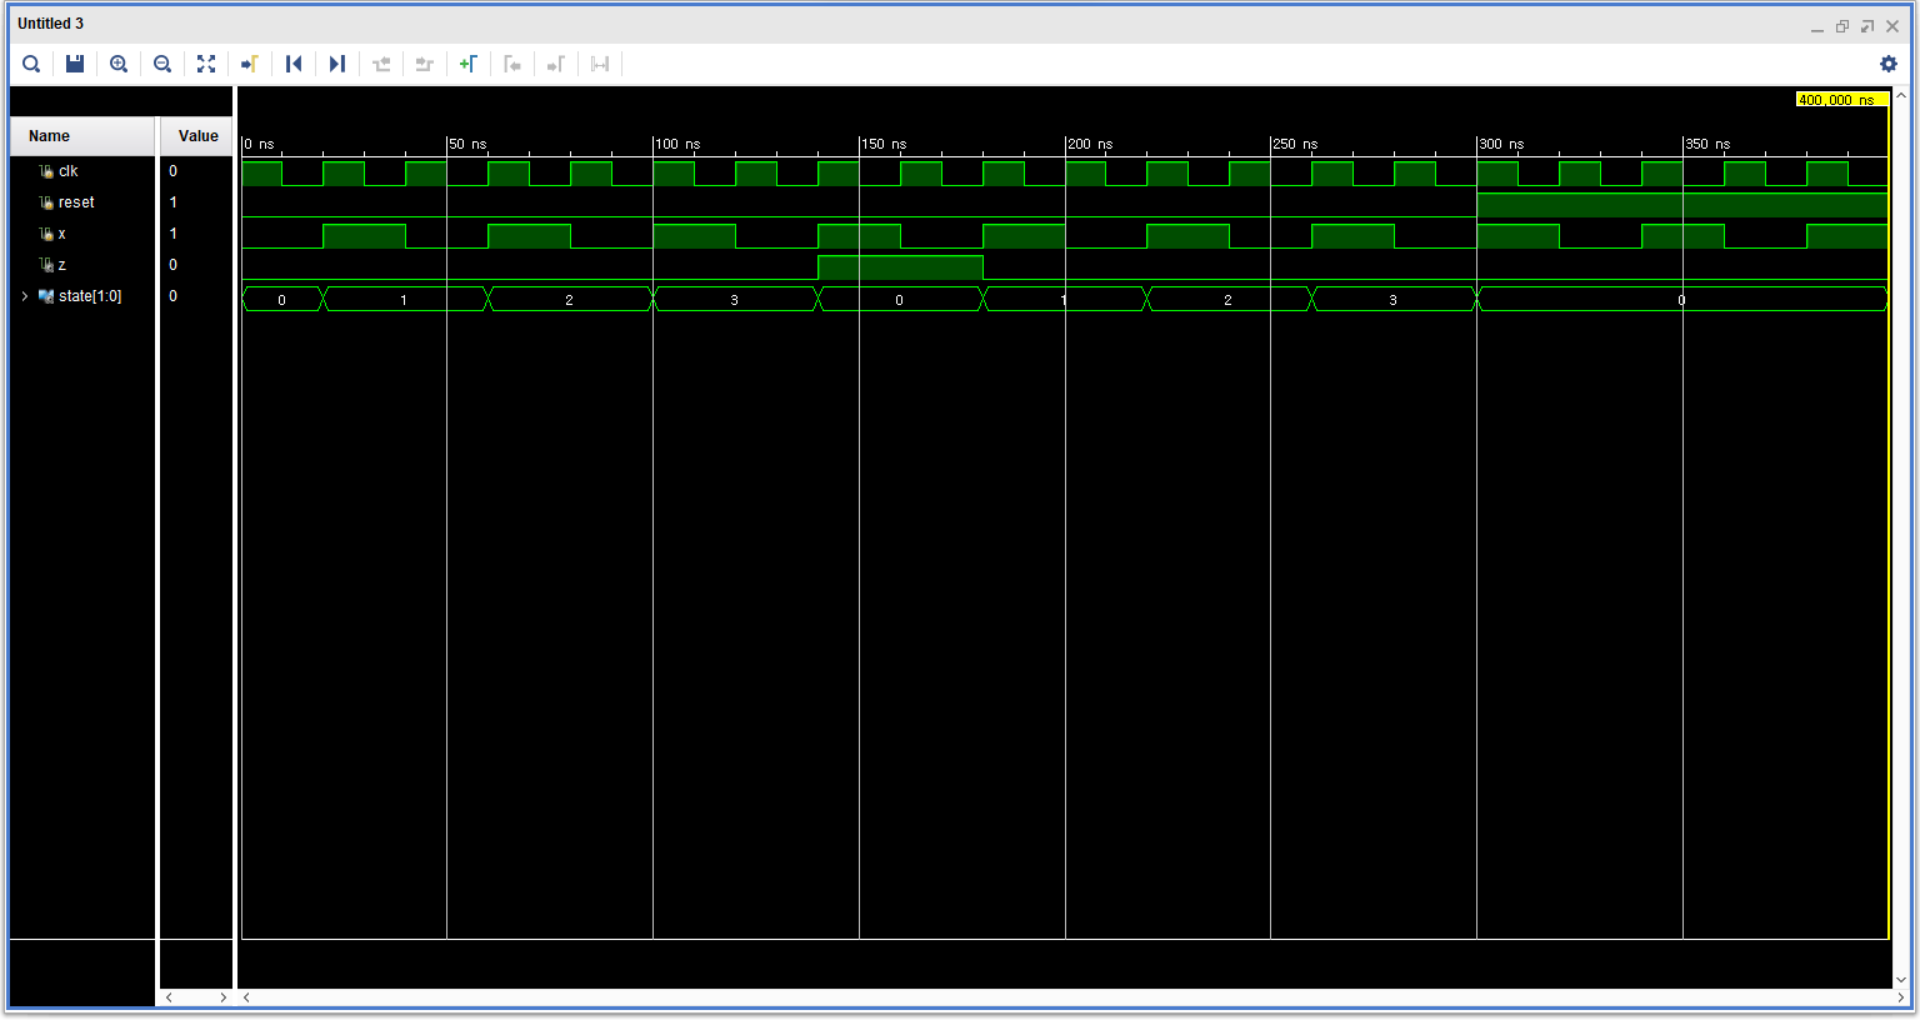 Untitled 3
400,000 ns
Name Value
0 ns 50 ns 100 ns 150 ns 200 ns 250 ns 300 ns 350 ns
clk 0
reset 1
x 1
z 0
state[1:0] 0 0 1 2 3 0 1 2 3 0